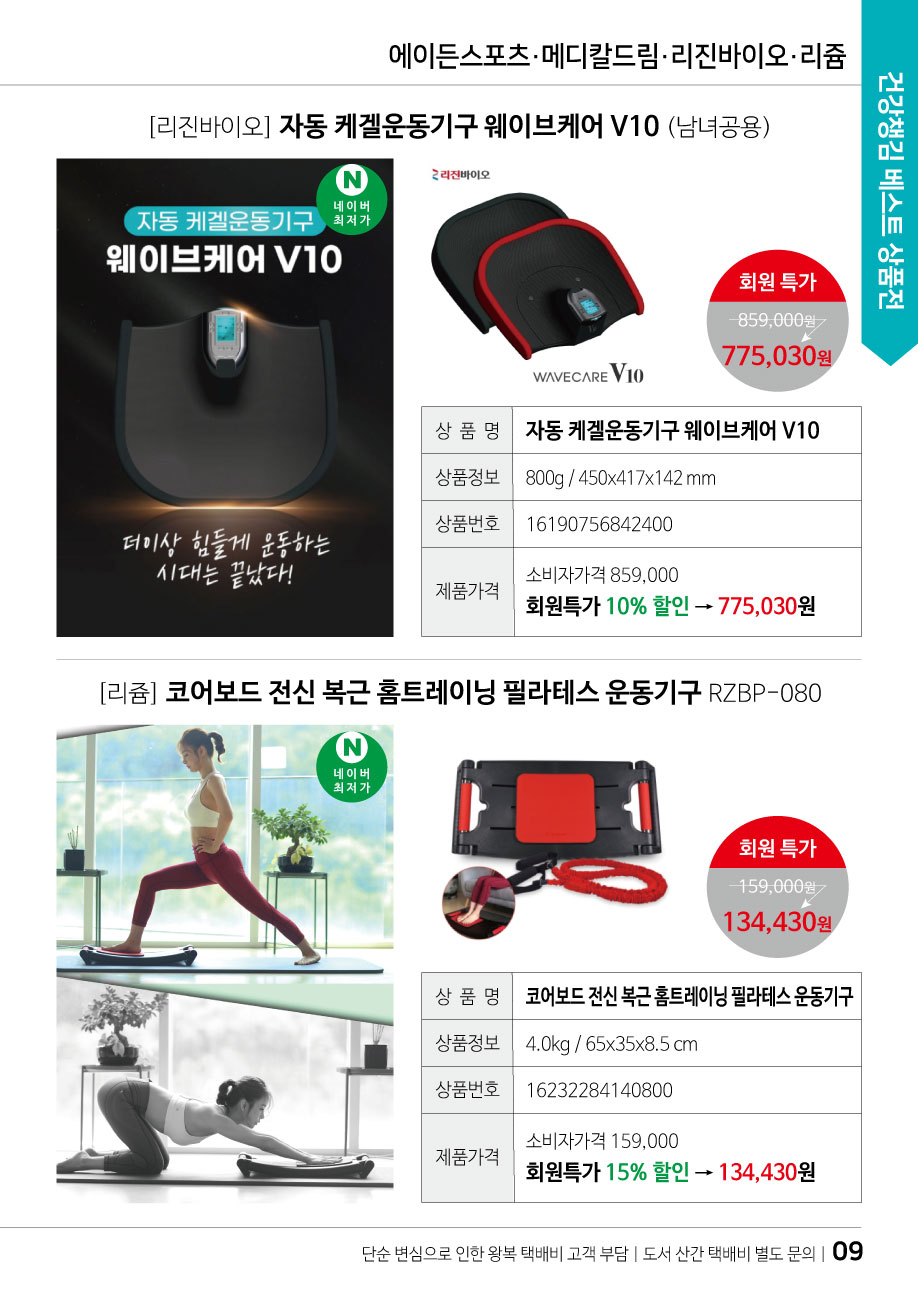 에이든스포츠·메디칼드림·리진바이오·리쥼
건강챙김 베스트 상품전
[리진바이오] 자동 케겔운동기구 웨이브케어 V10 (남녀공용)
N
네이버
최저가
자동 케겔운동기구
웨이브케어 V10
더이상 힘들게 운동하는
시대는 끝났다!
리진바이오
WAVECARE V10
회원 특가
859,000원
775,030원
상 품 명 자동 케겔운동기구 웨이브케어 V10
상품정보 800g / 450x417x142 mm
상품번호 16190756842400
제품가격 소비자가격 859,000
회원특가 10% 할인 → 775,030원
[리쥼] 코어보드 전신 복근 홈트레이닝 필라테스 운동기구 RZBP-080
N
네이버
최저가
회원 특가
159,000원
134,430원
상 품 명 코어보드 전신 복근 홈트레이닝 필라테스 운동기구
상품정보 4.0kg / 65x35x8.5 cm
상품번호 16232284140800
제품가격 소비자가격 159,000
회원특가 15% 할인 → 134,430원
단순 변심으로 인한 왕복 택배비 고객 부담 | 도서 산간 택배비 별도 문의 | 09